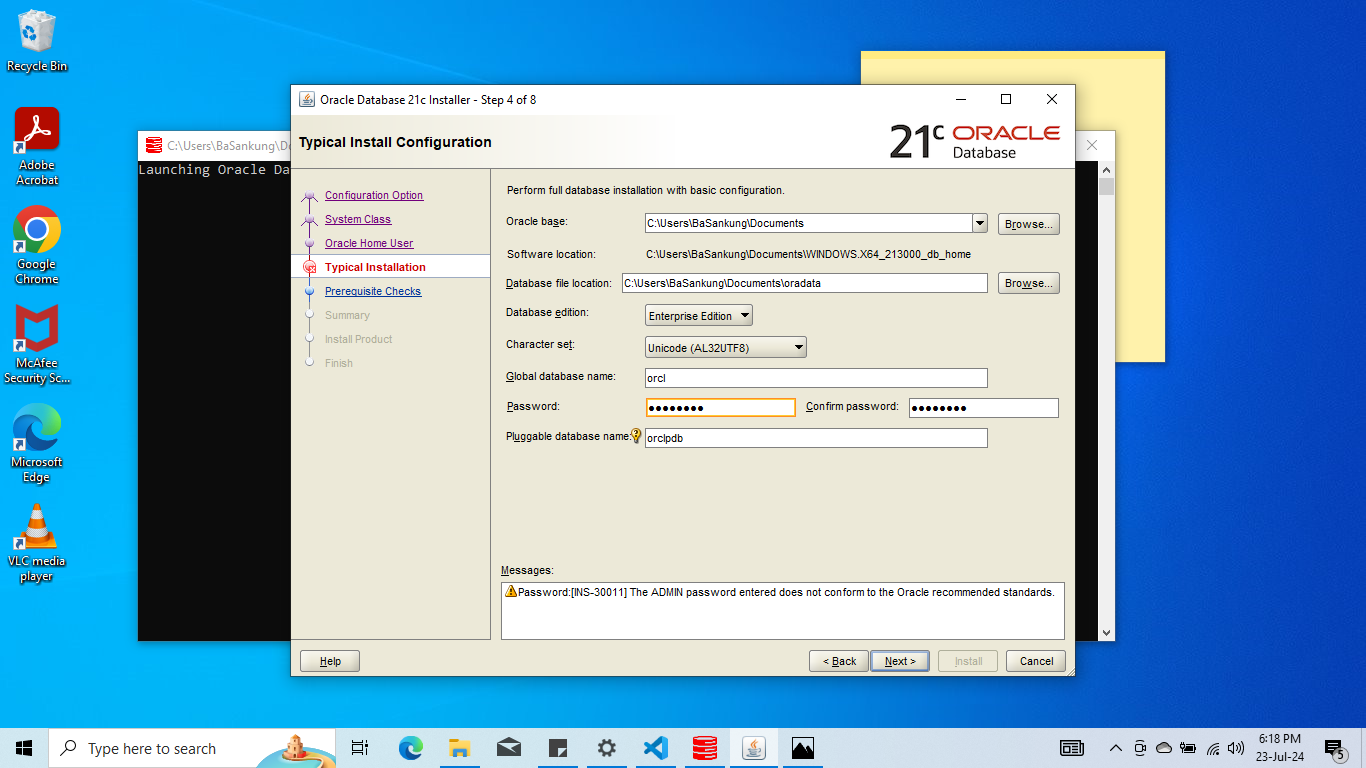 Recycle Bin
Adobe
Acrobat
Google
Chrome
McAfee
Security Sc...
Microsoft
Edge
VLC media
player
C:\Users\BaSankung\D
Launching Oracle Da
Oracle Database 21c Installer - Step 4 of 8
Typical Install Configuration
21c ORACLE
Database
Configuration Option
System Class
Oracle Home User
Typical Installation
Prerequisite Checks
Summary
Install Product
Finish
Perform full database installation with basic configuration.
Oracle base: C:\Users\BaSankung\Documents Browse...
Software location: C:\Users\BaSankung\Documents\WINDOWS.X64_213000_db_home
Database file location: C:\Users\BaSankung\Documents\oradata Browse...
Database edition: Enterprise Edition
Character set: Unicode (AL32UTF8)
Global database name: orcl
Password: ●●●●●●●● Confirm password: ●●●●●●●●
Pluggable database name: orclpdb
Messages:
Password:[INS-30011] The ADMIN password entered does not conform to the Oracle recommended standards.
Help < Back Next > Install Cancel
Type here to search
6:18 PM
23-Jul-24
5